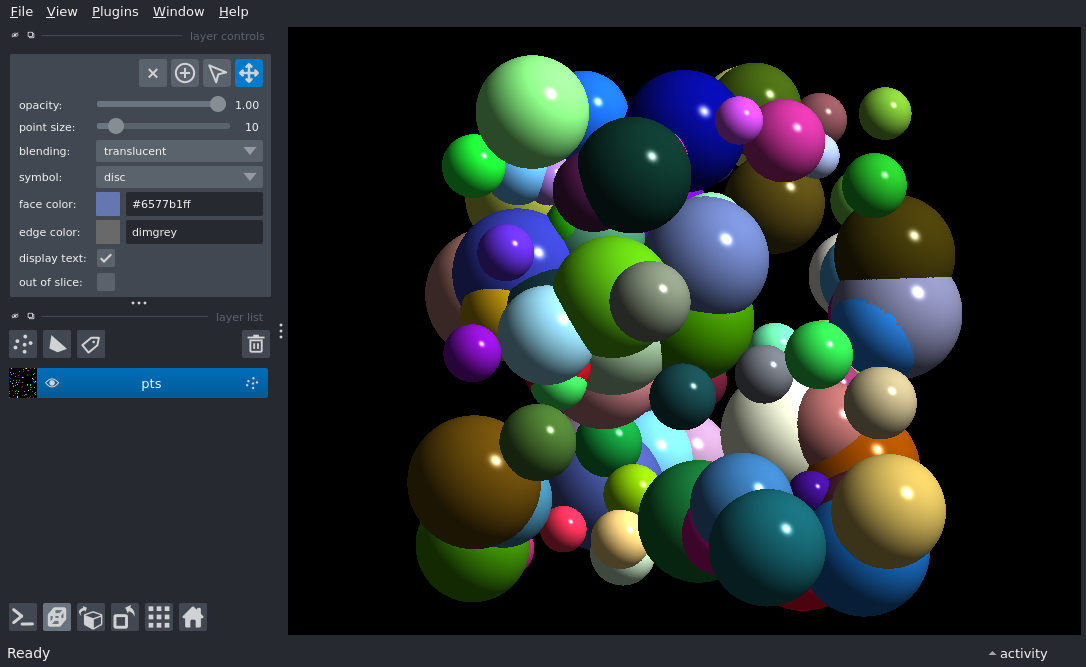 File View Plugins Window Help
layer controls
opacity: 1.00
point size: 10
blending: translucent
symbol: disc
face color: #6577b1ff
edge color: dimgrey
display text:
out of slice:
layer list
pts
Ready
activity